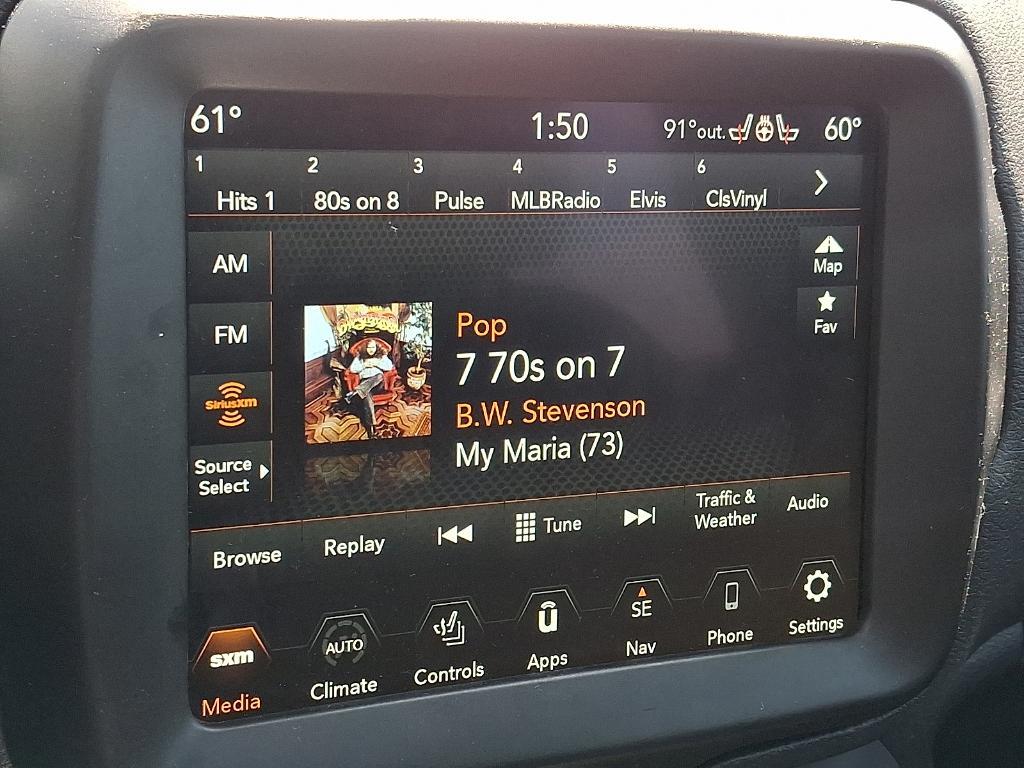 61° 1:50 91°out. 60°
1 2 3 4 5 6
Hits 1 80s on 8 Pulse MLBRadio Elvis ClsVinyl
AM
Map
FM
Fav
Pop
7 70s on 7
SiriusXM
B.W. Stevenson
My Maria (73)
Source
Select
Browse
Replay
Tune
Traffic &
Weather
Audio
sxm
Media
AUTO
Climate
Controls
Apps
SE
Nav
Phone
Settings